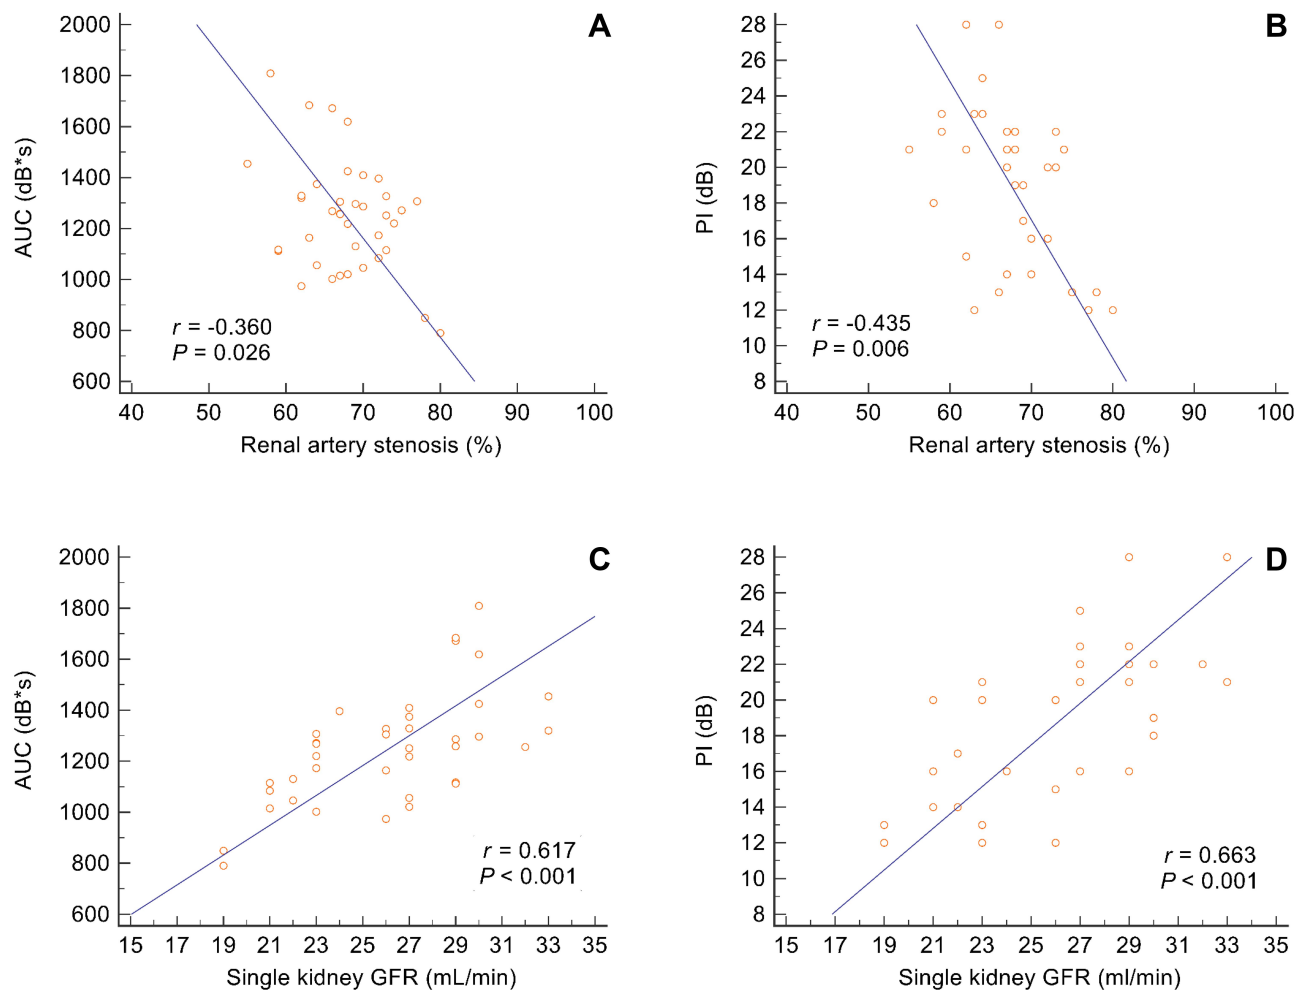 A
2000
1800
1600
1400
1200
1000
800
600
AUC (dB*s)
r = -0.360
P = 0.026
40 50 60 70 80 90 100
Renal artery stenosis (%)
B
28
26
24
22
20
18
16
14
12
10
8
PI (dB)
r = -0.435
P = 0.006
40 50 60 70 80 90 100
Renal artery stenosis (%)
C
2000
1800
1600
1400
1200
1000
800
600
AUC (dB*s)
r = 0.617
P < 0.001
15 17 19 21 23 25 27 29 31 33 35
Single kidney GFR (mL/min)
D
28
26
24
22
20
18
16
14
12
10
8
PI (dB)
r = 0.663
P < 0.001
15 17 19 21 23 25 27 29 31 33 35
Single kidney GFR (ml/min)